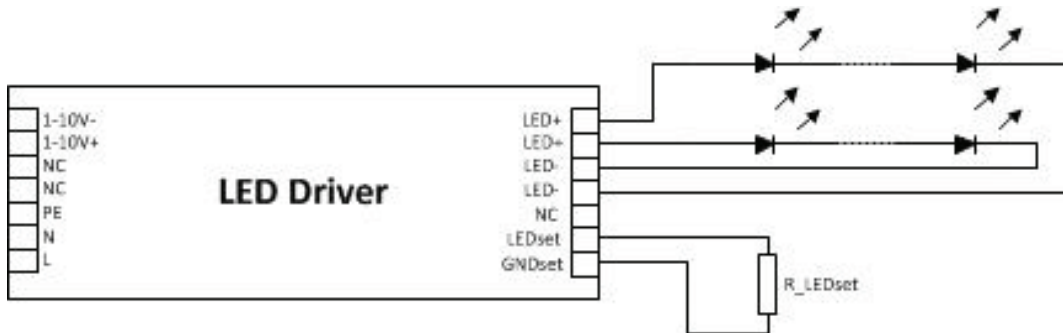 1-10V-
1-10V+
NC
NC
PE
N
L
LED Driver
LED+
LED+
LED-
LED-
NC
LEDset
GNDset
R_LEDset